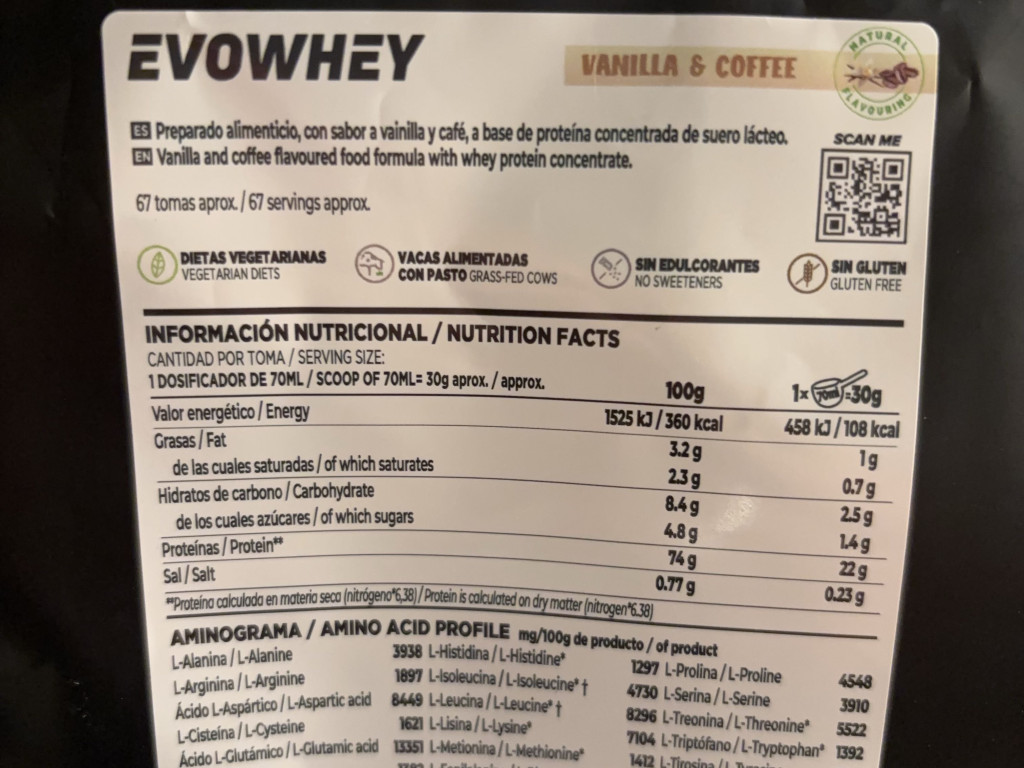 EVOWHEY
VANILLA & COFFEE
NATURAL
FLAVOURING
ES Preparado alimenticio, con sabor a vainilla y café, a base de proteína concentrada de suero lácteo.
EN Vanilla and coffee flavoured food formula with whey protein concentrate.
SCAN ME
67 tomas aprox. / 67 servings approx.
DIETAS VEGETARIANAS
VEGETARIAN DIETS
VACAS ALIMENTADAS
CON PASTO GRASS-FED COWS
SIN EDULCORANTES
NO SWEETENERS
SIN GLUTEN
GLUTEN FREE
INFORMACIÓN NUTRICIONAL / NUTRITION FACTS
CANTIDAD POR TOMA / SERVING SIZE:
1 DOSIFICADOR DE 70ML / SCOOP OF 70ML= 30g aprox. / approx.
100g 1x 70ml =30g
Valor energético / Energy 1525 kJ / 360 kcal 458 kJ / 108 kcal
Grasas / Fat 3.2 g 1 g
de las cuales saturadas / of which saturates 2.3 g 0.7 g
Hidratos de carbono / Carbohydrate 8.4 g 2.5 g
de los cuales azúcares / of which sugars 4.8 g 1.4 g
Proteínas / Protein** 74 g 22 g
Sal / Salt 0.77 g 0.23 g
**Proteína calculada en materia seca (nitrógeno*6,38) / Protein is calculated on dry matter (nitrogen*6.38)
AMINOGRAMA / AMINO ACID PROFILE mg/100g de producto / of product
L-Alanina / L-Alanine 3938 L-Histidina / L-Histidine* 1297 L-Prolina / L-Proline 4548
L-Arginina / L-Arginine 1897 L-Isoleucina / L-Isoleucine* † 4730 L-Serina / L-Serine 3910
Ácido L-Aspártico / L-Aspartic acid 8449 L-Leucina / L-Leucine* † 8296 L-Treonina / L-Threonine* 5522
L-Cisteína / L-Cysteine 1621 L-Lisina / L-Lysine* 7104 L-Triptófano / L-Tryptophan* 1392
Ácido L-Glutámico / L-Glutamic acid 13351 L-Metionina / L-Methionine* 1412 L-Tirosina /